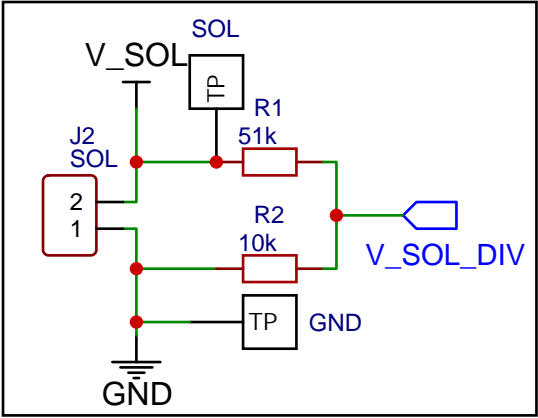 SOL
V_SOL
TP
R1
51k
J2
SOL
2
1
R2
10k
V_SOL_DIV
TP
GND
GND